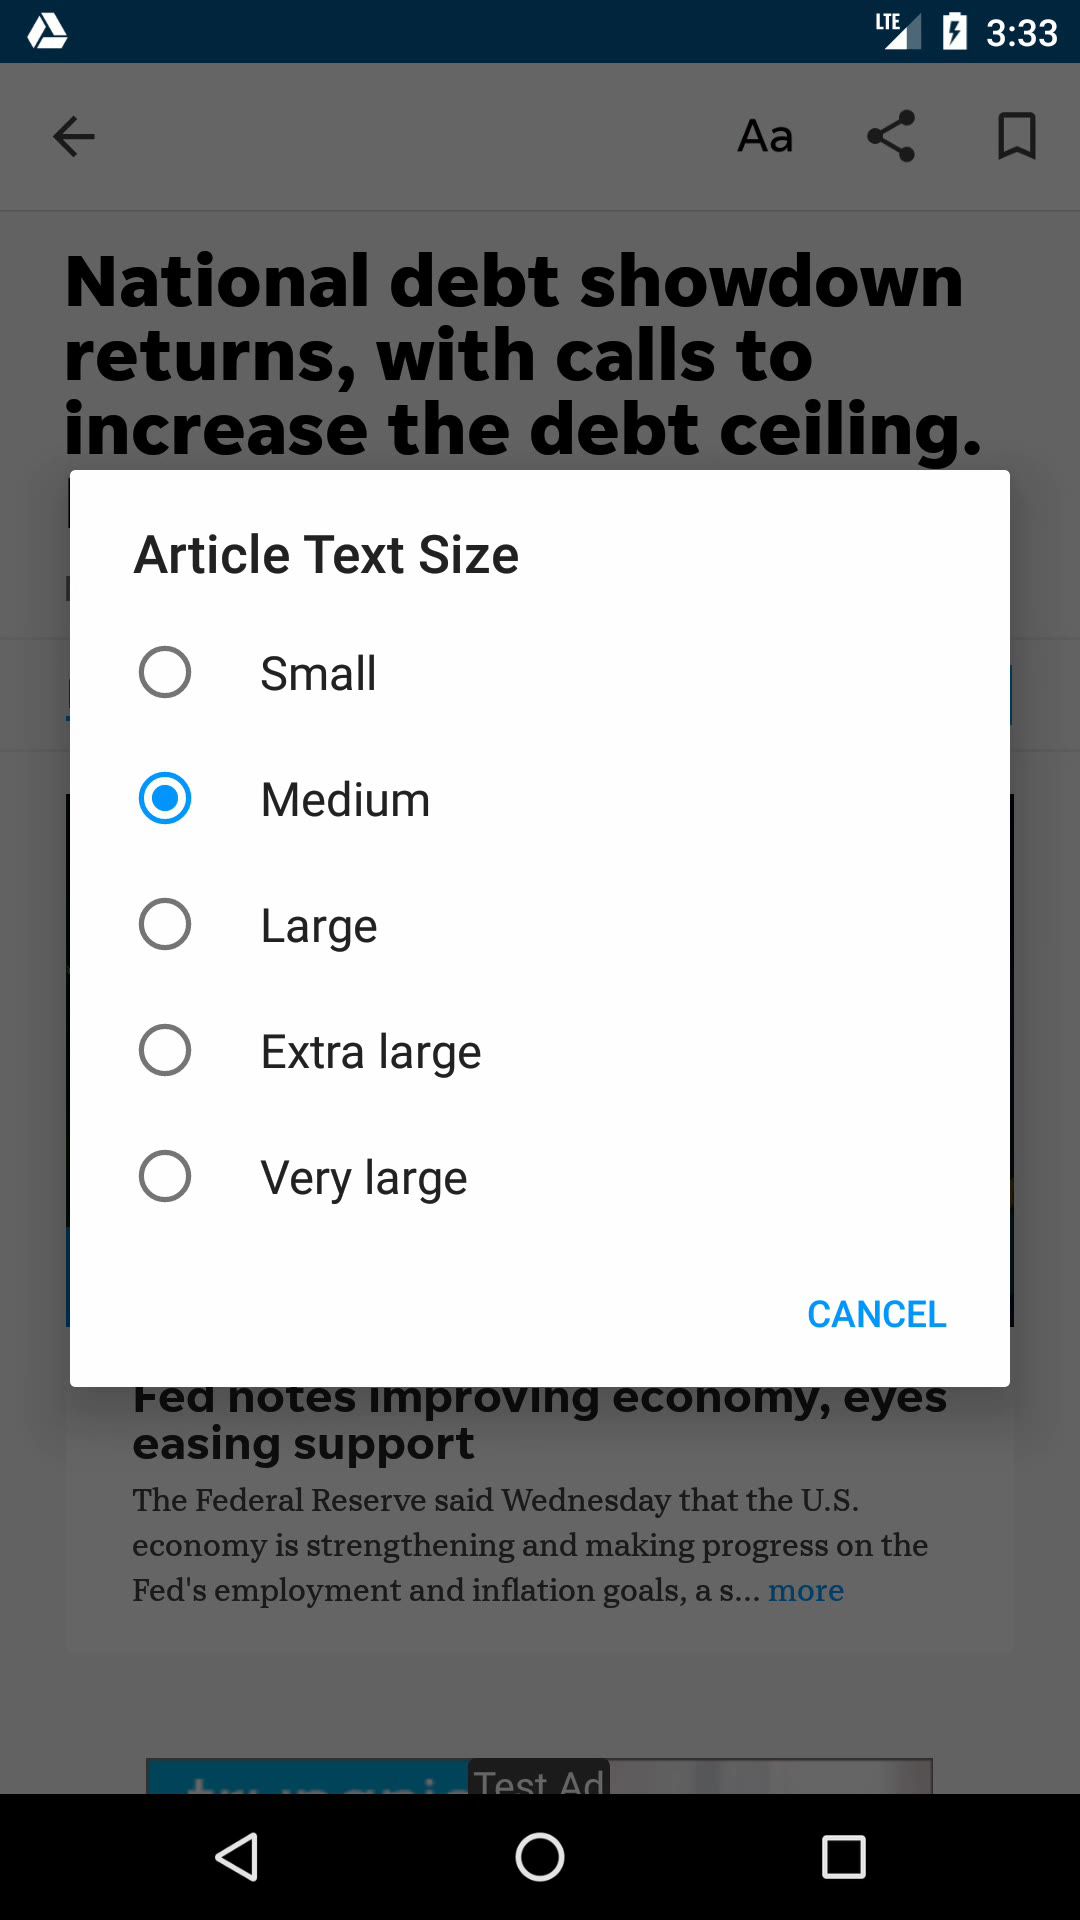 LTE 3:33
Aa
National debt showdown
returns, with calls to
increase the debt ceiling.
Article Text Size
Small
Medium
Large
Extra large
Very large
CANCEL
Fed notes improving economy, eyes
easing support
The Federal Reserve said Wednesday that the U.S.
economy is strengthening and making progress on the
Fed's employment and inflation goals, a s... more
Test Ad